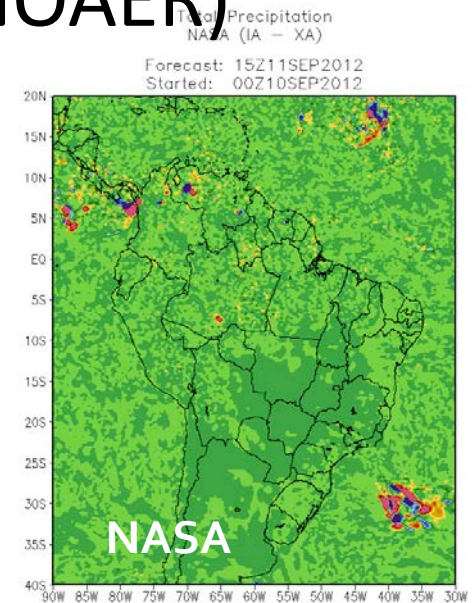 IOAER)
Total Precipitation
NASA (IA – XA)
Forecast: 15Z11SEP2012
Started: 00Z10SEP2012
20N
15N
10N
5N
EQ
5S
10S
15S
20S
25S
30S
35S
40S
NASA
90W 85W 80W 75W 70W 65W 60W 55W 50W 45W 40W 35W 30W